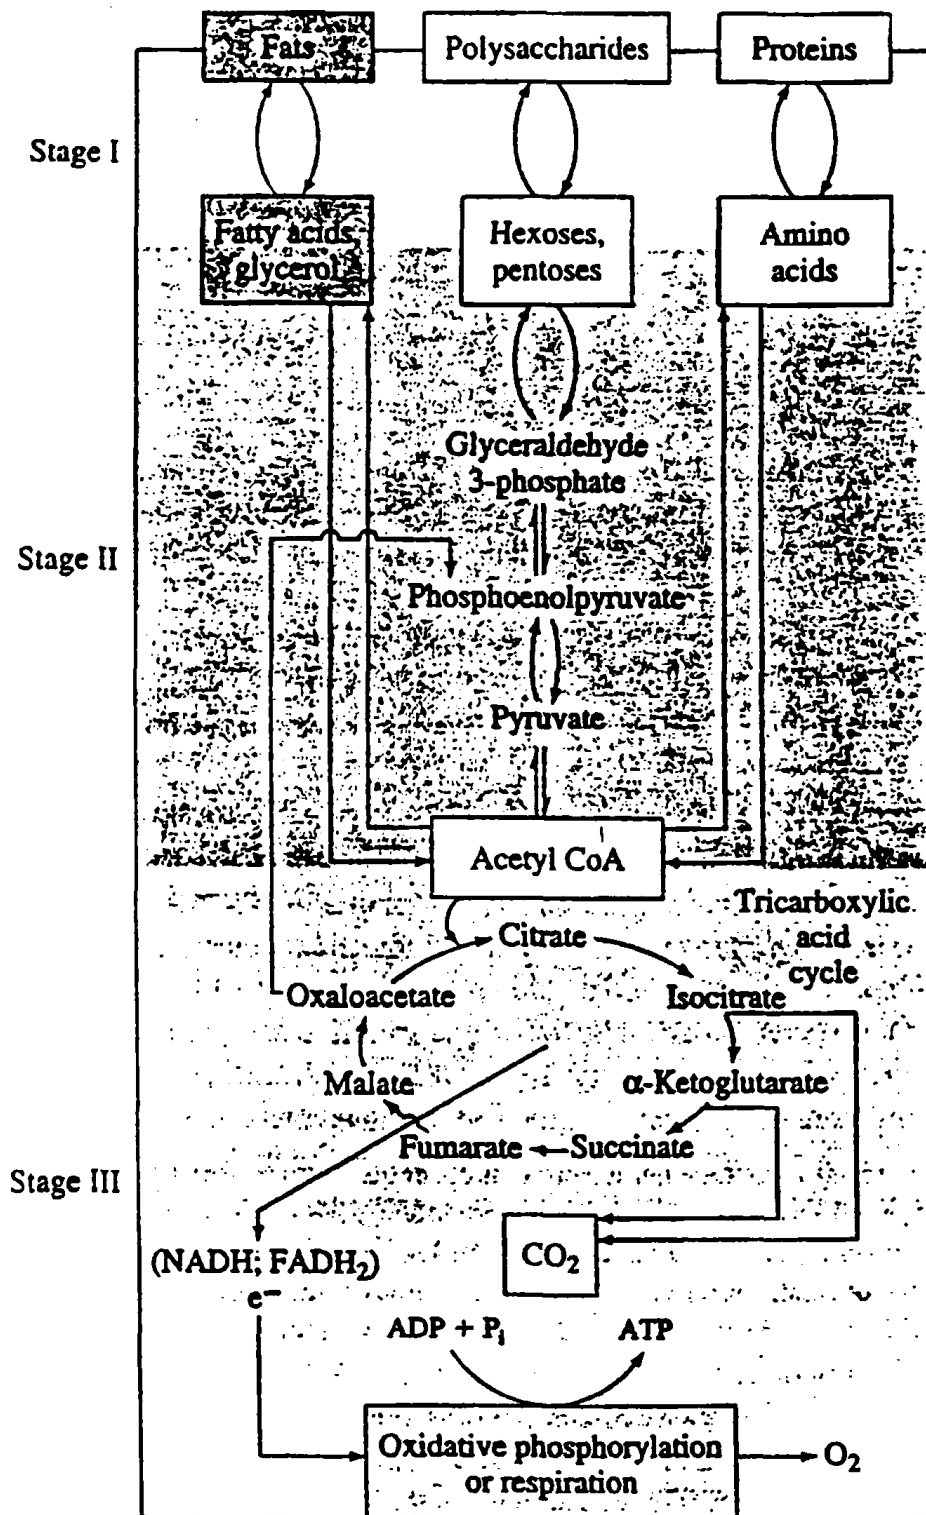 Fats
Polysaccharides
Proteins
Stage I
Fatty acids,
glycerol
Hexoses,
pentoses
Amino
acids
Glyceraldehyde
3-phosphate
Stage II
Phosphoenolpyruvate
Pyruvate
Acetyl CoA
Tricarboxylic
acid
cycle
Citrate
Oxaloacetate
Isocitrate
Malate
α-Ketoglutarate
Fumarate
Succinate
Stage III
(NADH; FADH₂)
e⁻
CO₂
ADP + Pᵢ
ATP
Oxidative phosphorylation
or respiration
O₂